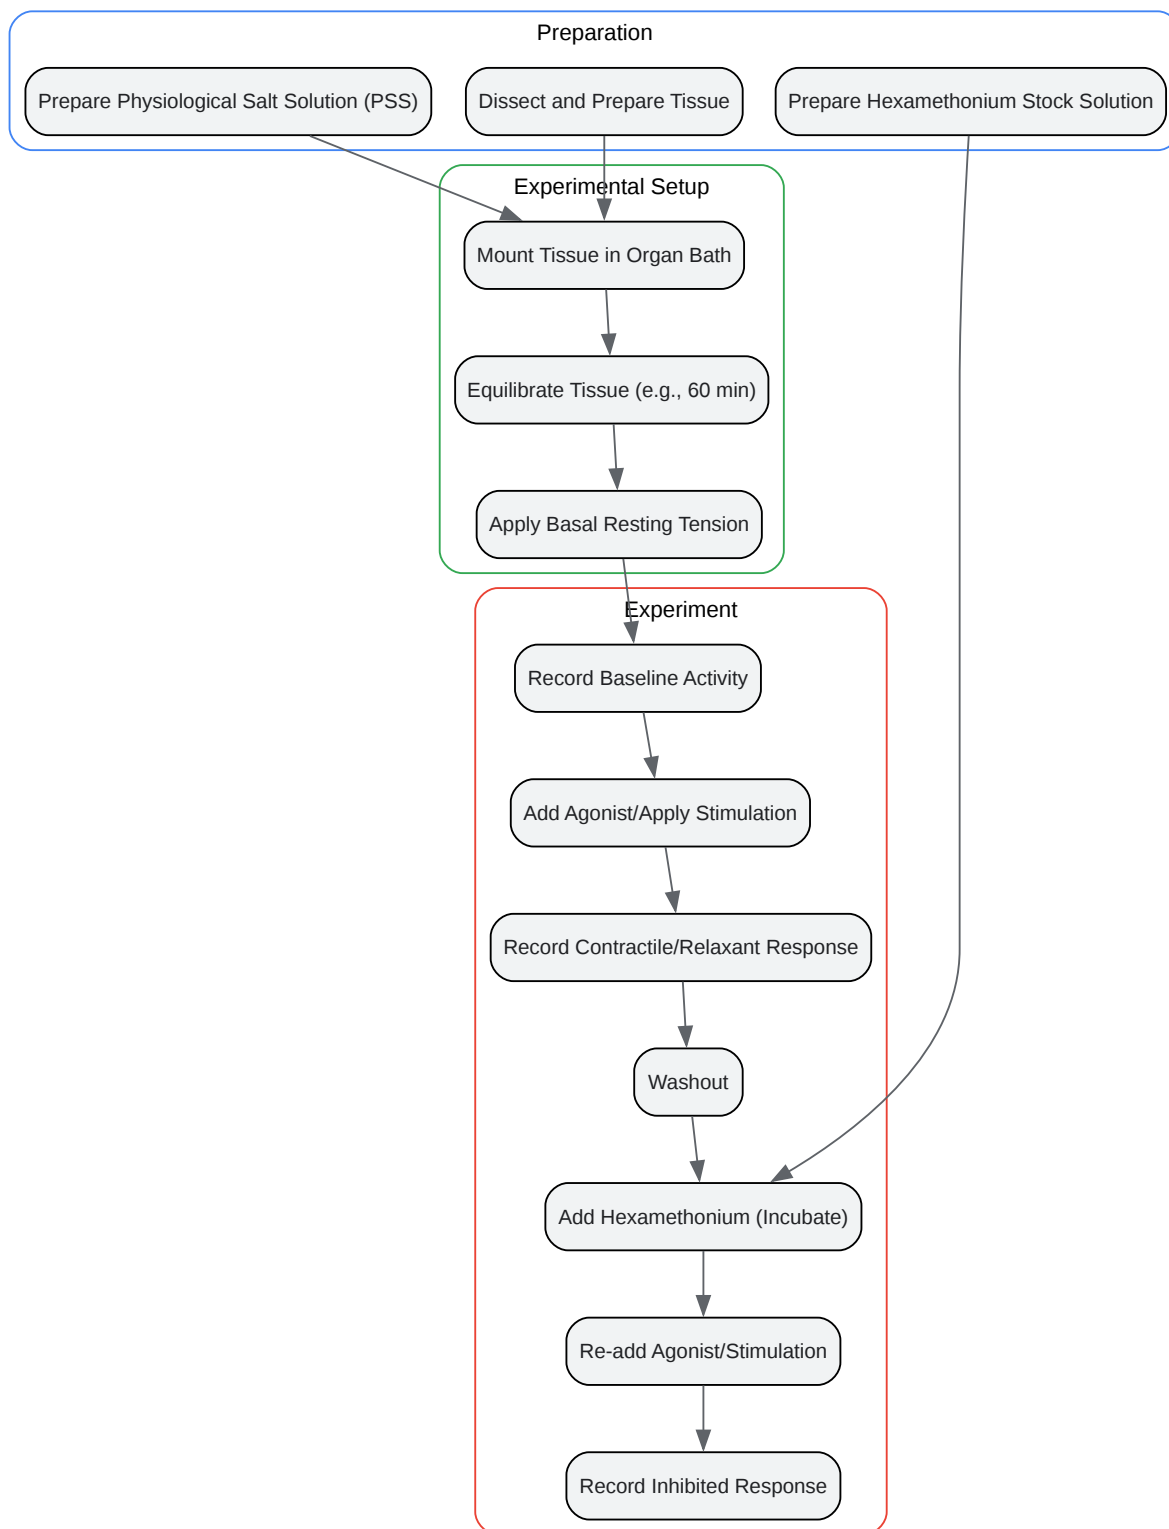 Preparation
Prepare Physiological Salt Solution (PSS)
Dissect and Prepare Tissue
Prepare Hexamethonium Stock Solution
Experimental Setup
Mount Tissue in Organ Bath
Equilibrate Tissue (e.g., 60 min)
Apply Basal Resting Tension
Experiment
Record Baseline Activity
Add Agonist/Apply Stimulation
Record Contractile/Relaxant Response
Washout
Add Hexamethonium (Incubate)
Re-add Agonist/Stimulation
Record Inhibited Response